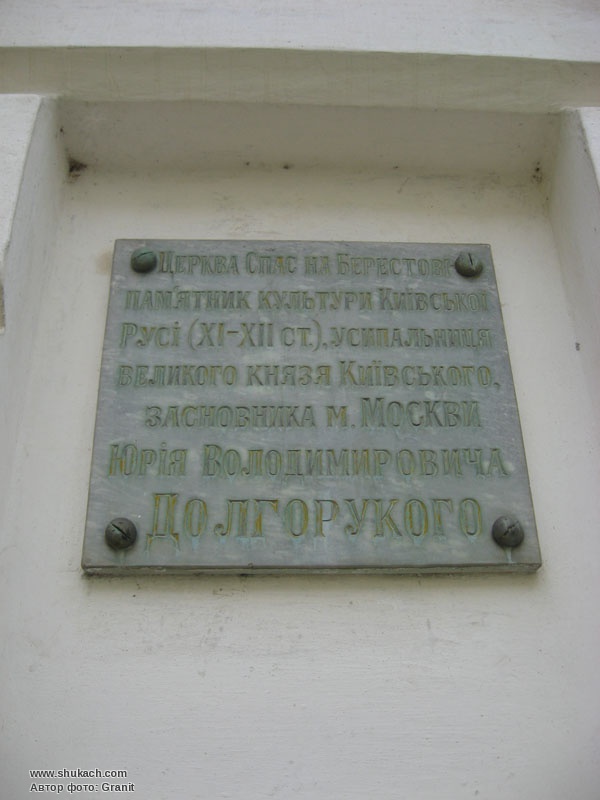 Церква Спас на Берестові
пам'ятник культури Київської
Русі (XI–XII ст.), усипальниця
великого князя Київського,
засновника м. Москви
Юрія Володимировича
Долгорукого
www.shukach.com
Автор фото: Granit